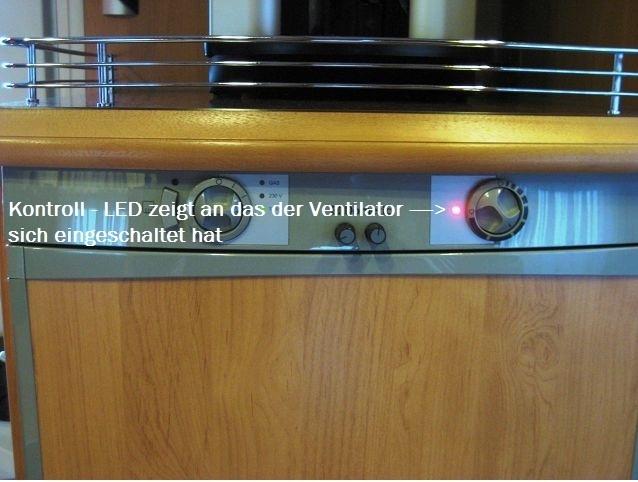 GAS
230 V
Kontroll - LED zeigt an das der Ventilator --->
sich eingeschaltet hat